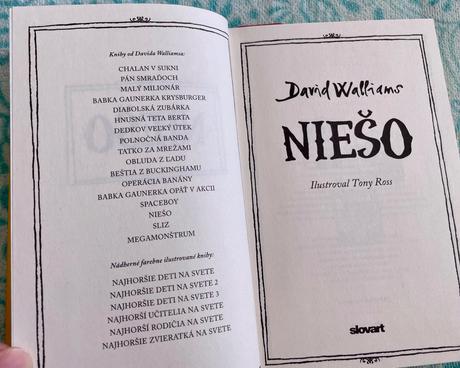 Knihy od Davida Walliamsa:
CHALAN V SUKNI
PÁN SMRAĎOCH
MALÝ MILIONÁR
BABKA GAUNERKA KRYSBURGER
DIABOLSKÁ ZUBÁRKA
HNUSNÁ TETA BERTA
DEDKOV VEĽKÝ ÚTEK
POLNOČNÁ BANDA
TATKO ZA MREŽAMI
OBLUDA Z ĽADU
BEŠTIA Z BUCKINGHAMU
OPERÁCIA BANÁNY
BABKA GAUNERKA OPÄŤ V AKCII
SPACEBOY
NIEŠO
SLIZ
MEGAMONŠTRUM
Nádherné farebne ilustrované knihy:
NAJHORŠIE DETI NA SVETE
NAJHORŠIE DETI NA SVETE 2
NAJHORŠIE DETI NA SVETE 3
NAJHORŠÍ UČITELIA NA SVETE
NAJHORŠÍ RODIČIA NA SVETE
NAJHORŠIE ZVIERATKÁ NA SVETE
David Walliams
NIEŠO
Ilustroval Tony Ross
slovart